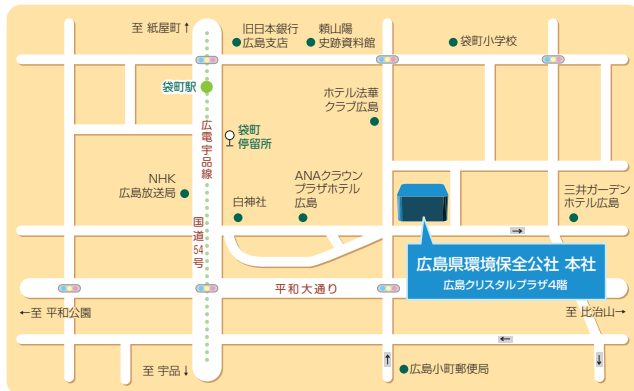 至 紙屋町↑
旧日本銀行
広島支店
頼山陽
史跡資料館
袋町小学校
袋町駅
ホテル法華
クラブ広島
広電宇品線
袋町
停留所
NHK
広島放送局
ANAクラウン
プラザホテル
広島
白神社
三井ガーデン
ホテル広島
国道54号
→
広島県環境保全公社 本社
広島クリスタルプラザ4階
平和大通り
←至 平和公園
至 比治山→
←
至 宇品↓
↑
広島小町郵便局
↓